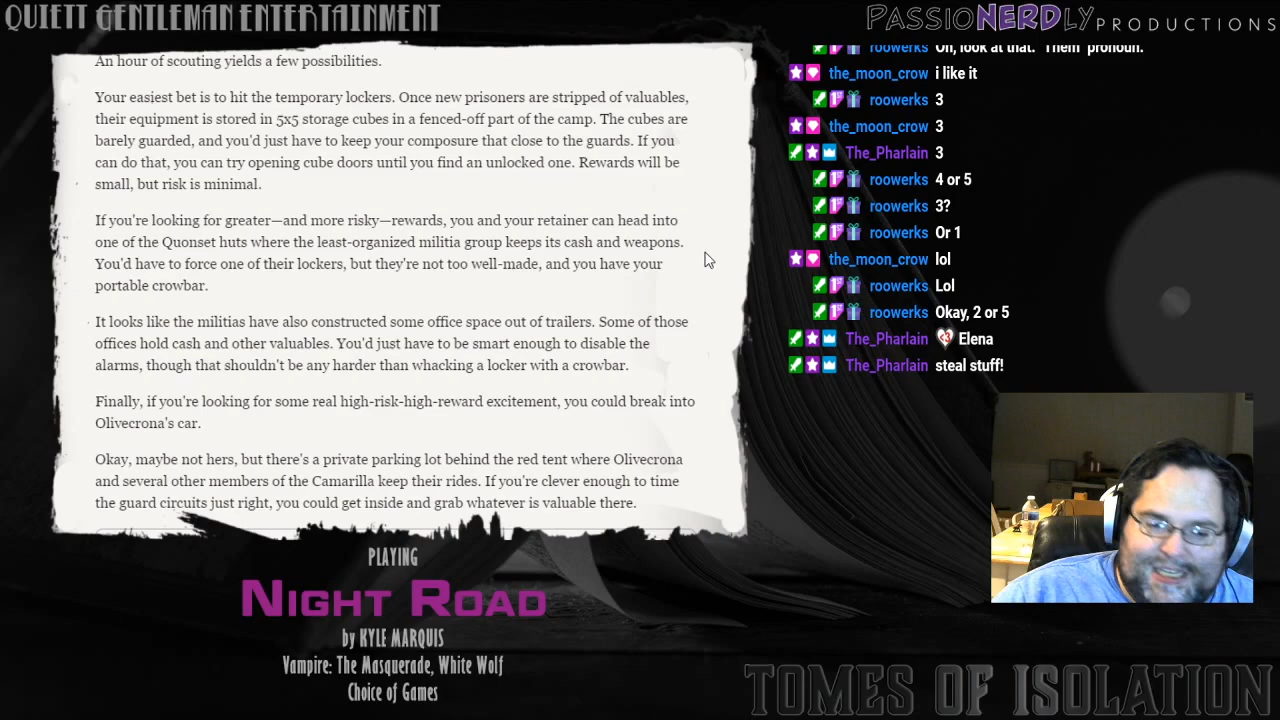 QUIETT GENTLEMAN ENTERTAINMENT
PASSIONERDLY PRODUCTIONS
An hour of scouting yields a few possibilities.
Your easiest bet is to hit the temporary lockers. Once new prisoners are stripped of valuables,
their equipment is stored in 5x5 storage cubes in a fenced-off part of the camp. The cubes are
barely guarded, and you'd just have to keep your composure that close to the guards. If you
can do that, you can try opening cube doors until you find an unlocked one. Rewards will be
small, but risk is minimal.
If you're looking for greater—and more risky—rewards, you and your retainer can head into
one of the Quonset huts where the least-organized militia group keeps its cash and weapons.
You'd have to force one of their lockers, but they're not too well-made, and you have your
portable crowbar.
It looks like the militias have also constructed some office space out of trailers. Some of those
offices hold cash and other valuables. You'd just have to be smart enough to disable the
alarms, though that shouldn't be any harder than whacking a locker with a crowbar.
Finally, if you're looking for some real high-risk-high-reward excitement, you could break into
Olivecrona's car.
Okay, maybe not hers, but there's a private parking lot behind the red tent where Olivecrona
and several other members of the Camarilla keep their rides. If you're clever enough to time
the guard circuits just right, you could get inside and grab whatever is valuable there.
roowerks Oh, look at that. "Them" pronoun.
the_moon_crow i like it
roowerks 3
the_moon_crow 3
The_Pharlain 3
roowerks 4 or 5
roowerks 3?
roowerks Or 1
the_moon_crow lol
roowerks Lol
roowerks Okay, 2 or 5
The_Pharlain Elena
The_Pharlain steal stuff!
PLAYING
NIGHT ROAD
by KYLE MARQUIS
Vampire: The Masquerade, White Wolf
Choice of Games
TOMES OF ISOLATION